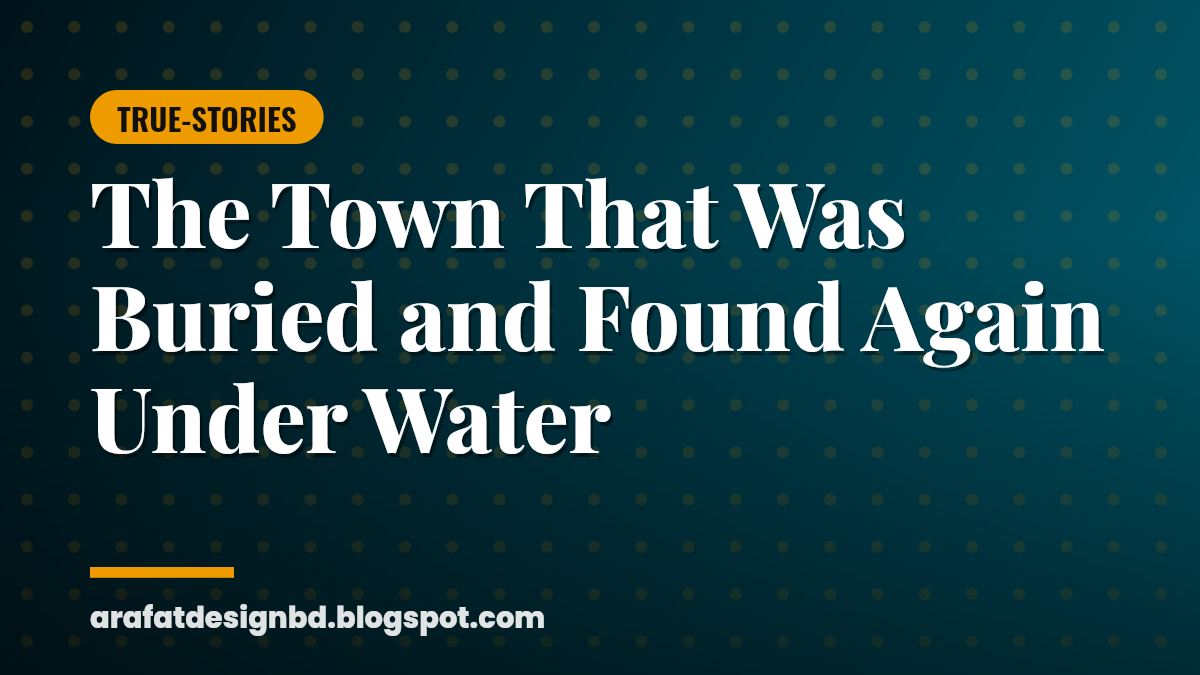 TRUE-STORIES
The Town That Was
Buried and Found Again
Under Water
arafatdesignbd.blogspot.com